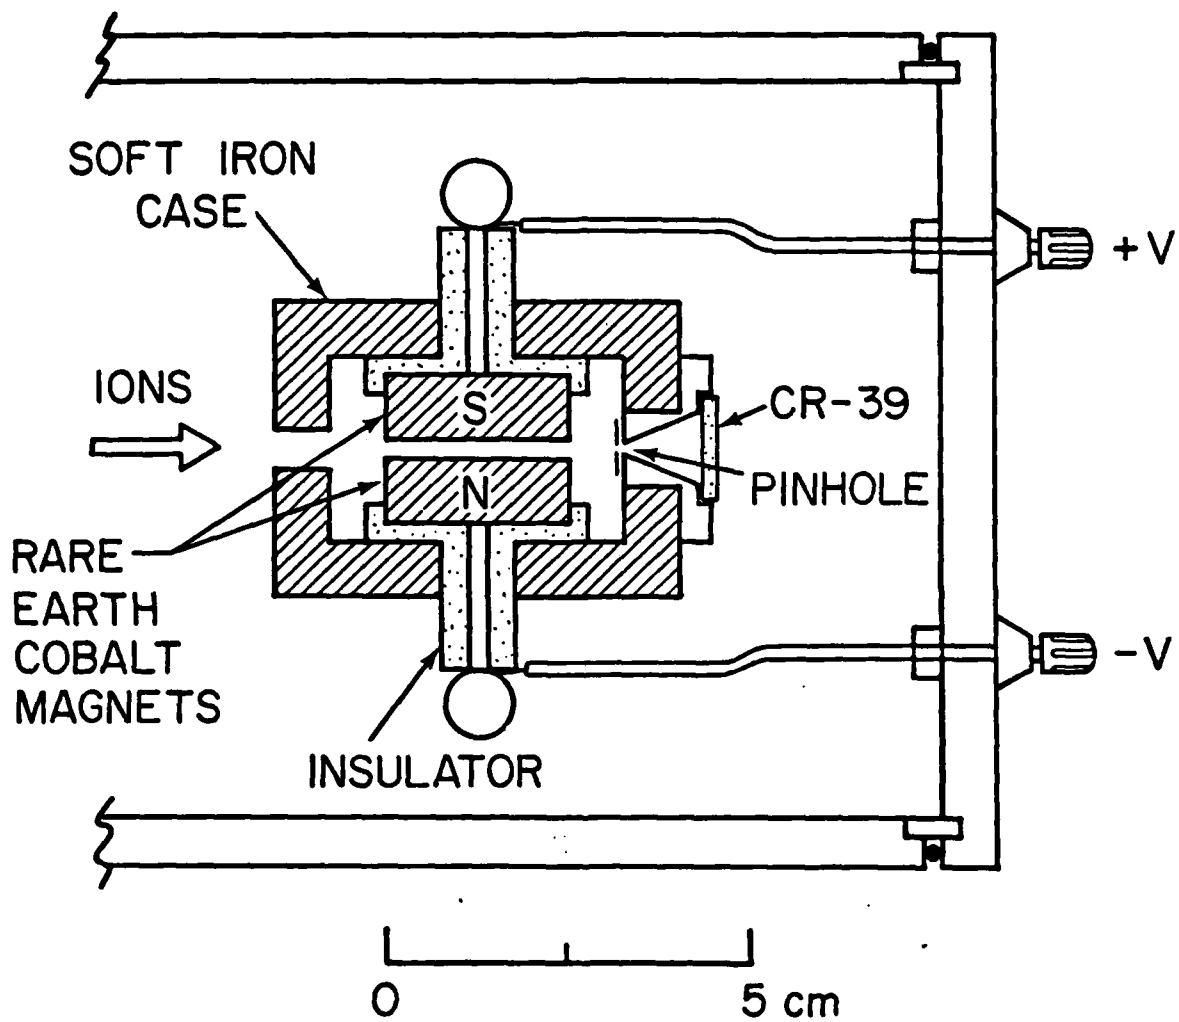 SOFT IRON
CASE
+V
IONS
S
CR-39
N
PINHOLE
RARE
EARTH
COBALT
MAGNETS
-V
INSULATOR
0
5 cm